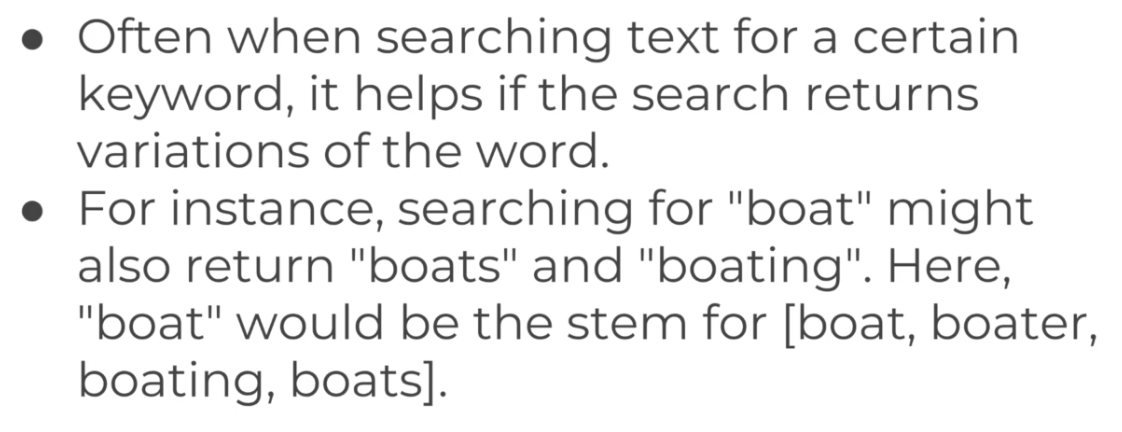 ● Often when searching text for a certain
keyword, it helps if the search returns
variations of the word.
● For instance, searching for "boat" might
also return "boats" and "boating". Here,
"boat" would be the stem for [boat, boater,
boating, boats].